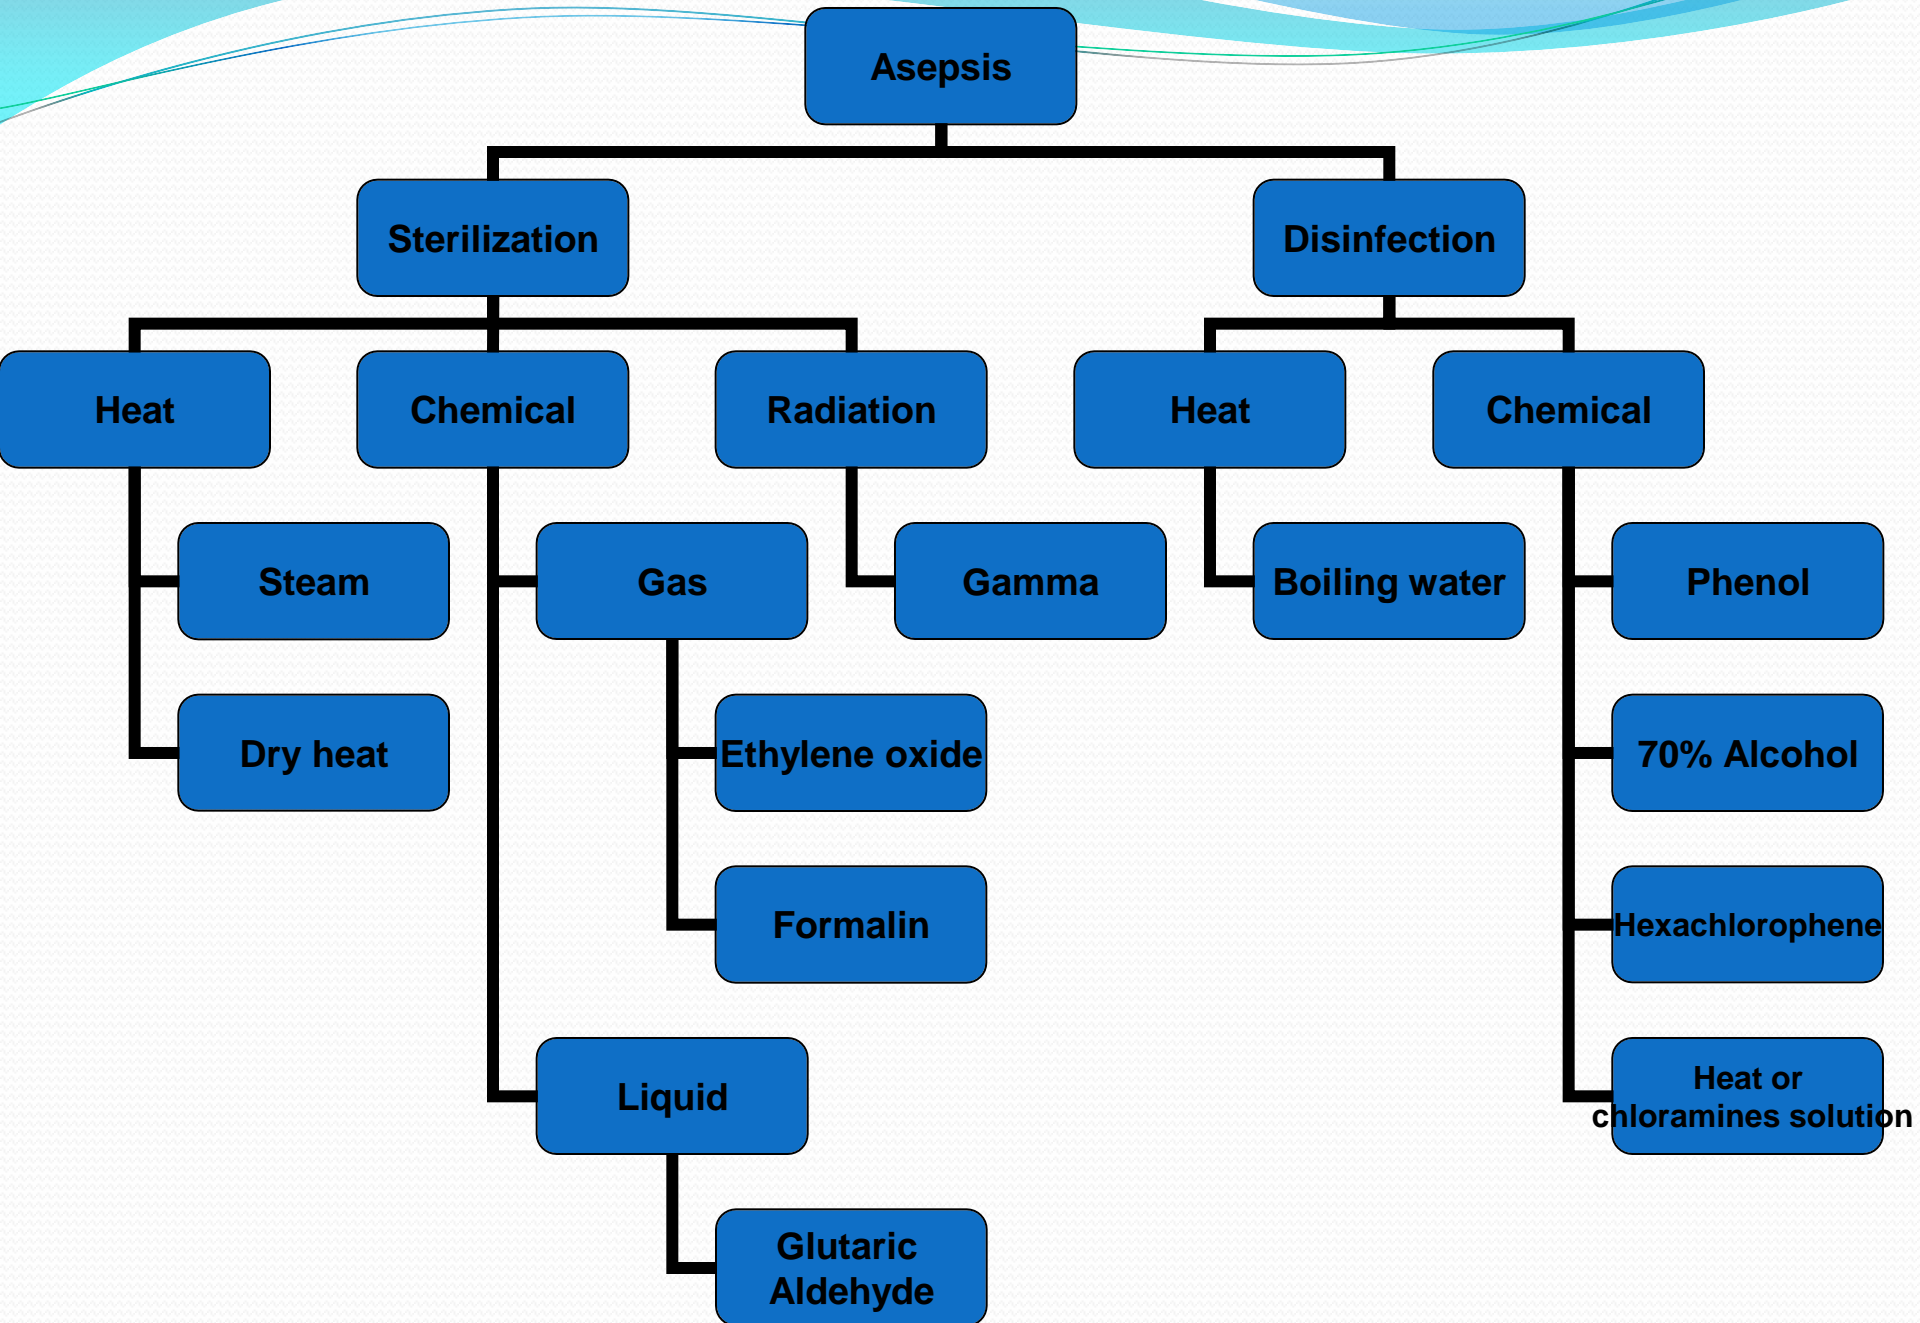 Asepsis
Sterilization
Disinfection
Heat
Chemical
Radiation
Heat
Chemical
Steam
Gas
Gamma
Boiling water
Phenol
Dry heat
Ethylene oxide
70% Alcohol
Formalin
Hexachlorophene
Liquid
Heat or
chloramines solution
Glutaric
Aldehyde